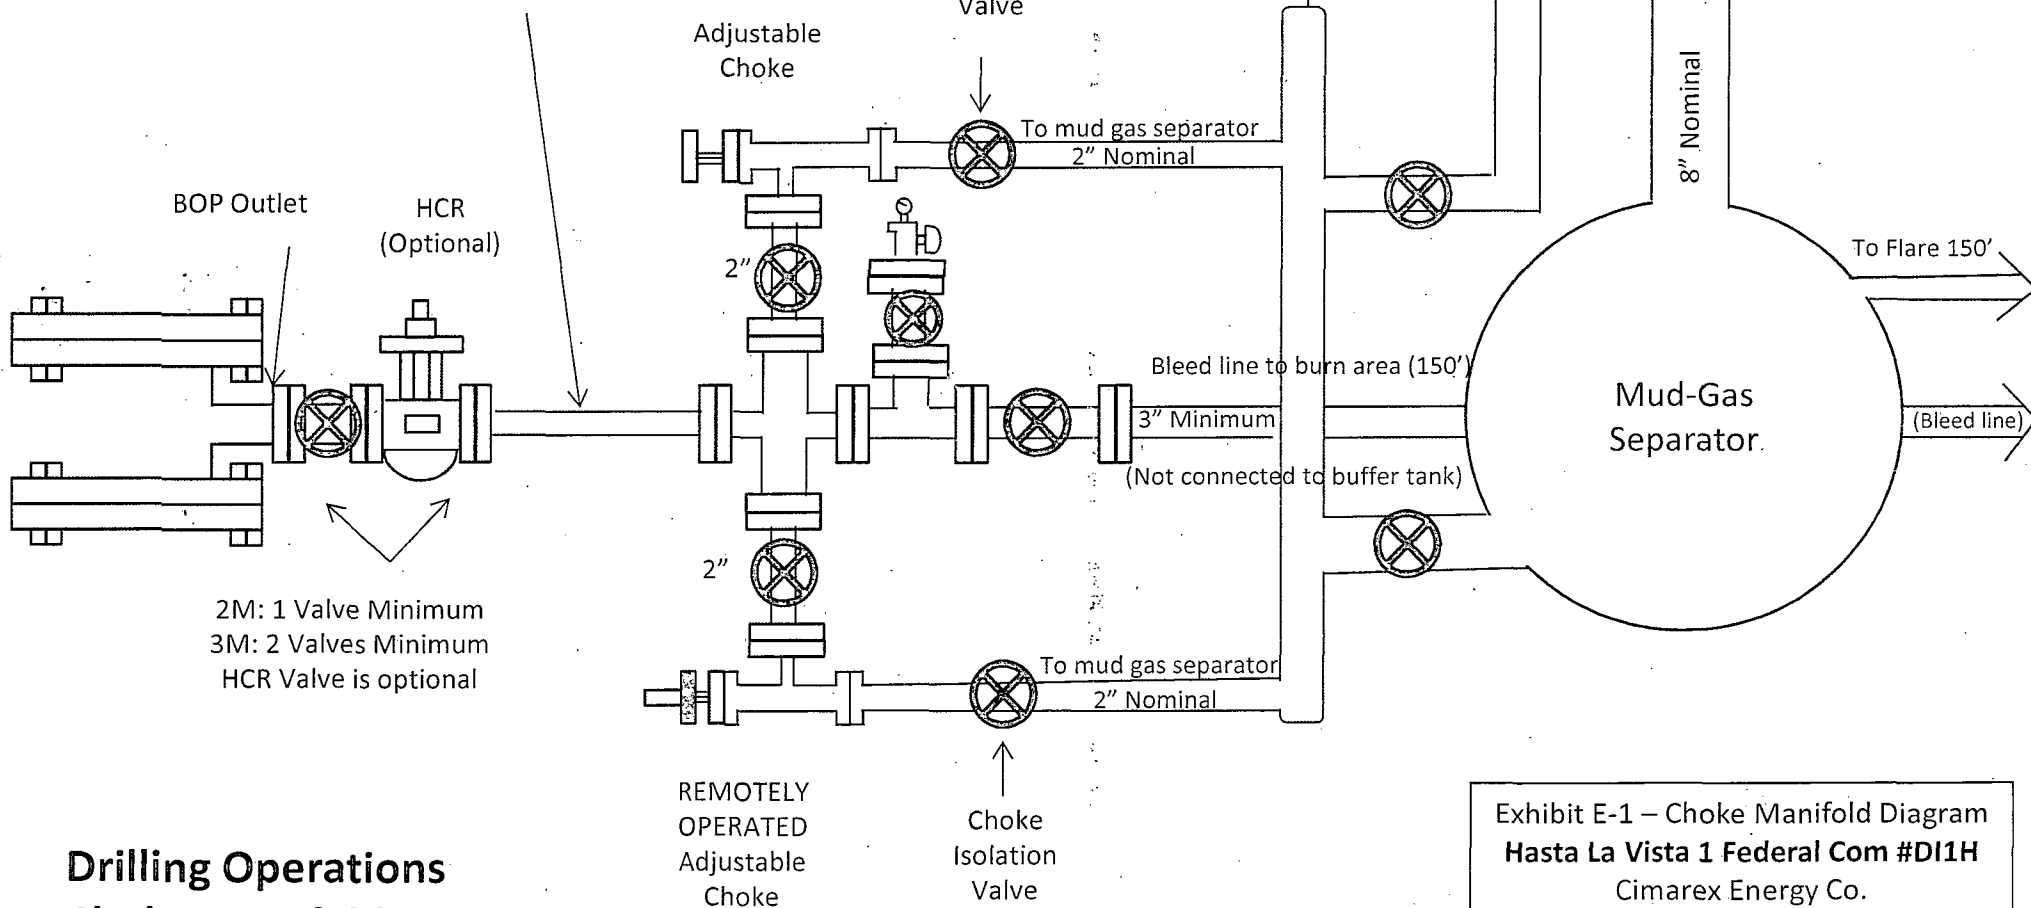 Valve
Adjustable
Choke
To mud gas separator
2” Nominal
8” Nominal
BOP Outlet
HCR
(Optional)
2”
To Flare 150’
Bleed line to burn area (150’)
3” Minimum
(Not connected to buffer tank)
Mud-Gas
Separator
(Bleed line)
2”
2M: 1 Valve Minimum
3M: 2 Valves Minimum
HCR Valve is optional
To mud gas separator
2” Nominal
REMOTELY
OPERATED
Adjustable
Choke
Choke
Isolation
Valve
Drilling Operations
Exhibit E-1 – Choke Manifold Diagram
Hasta La Vista 1 Federal Com #DI1H
Cimarex Energy Co.